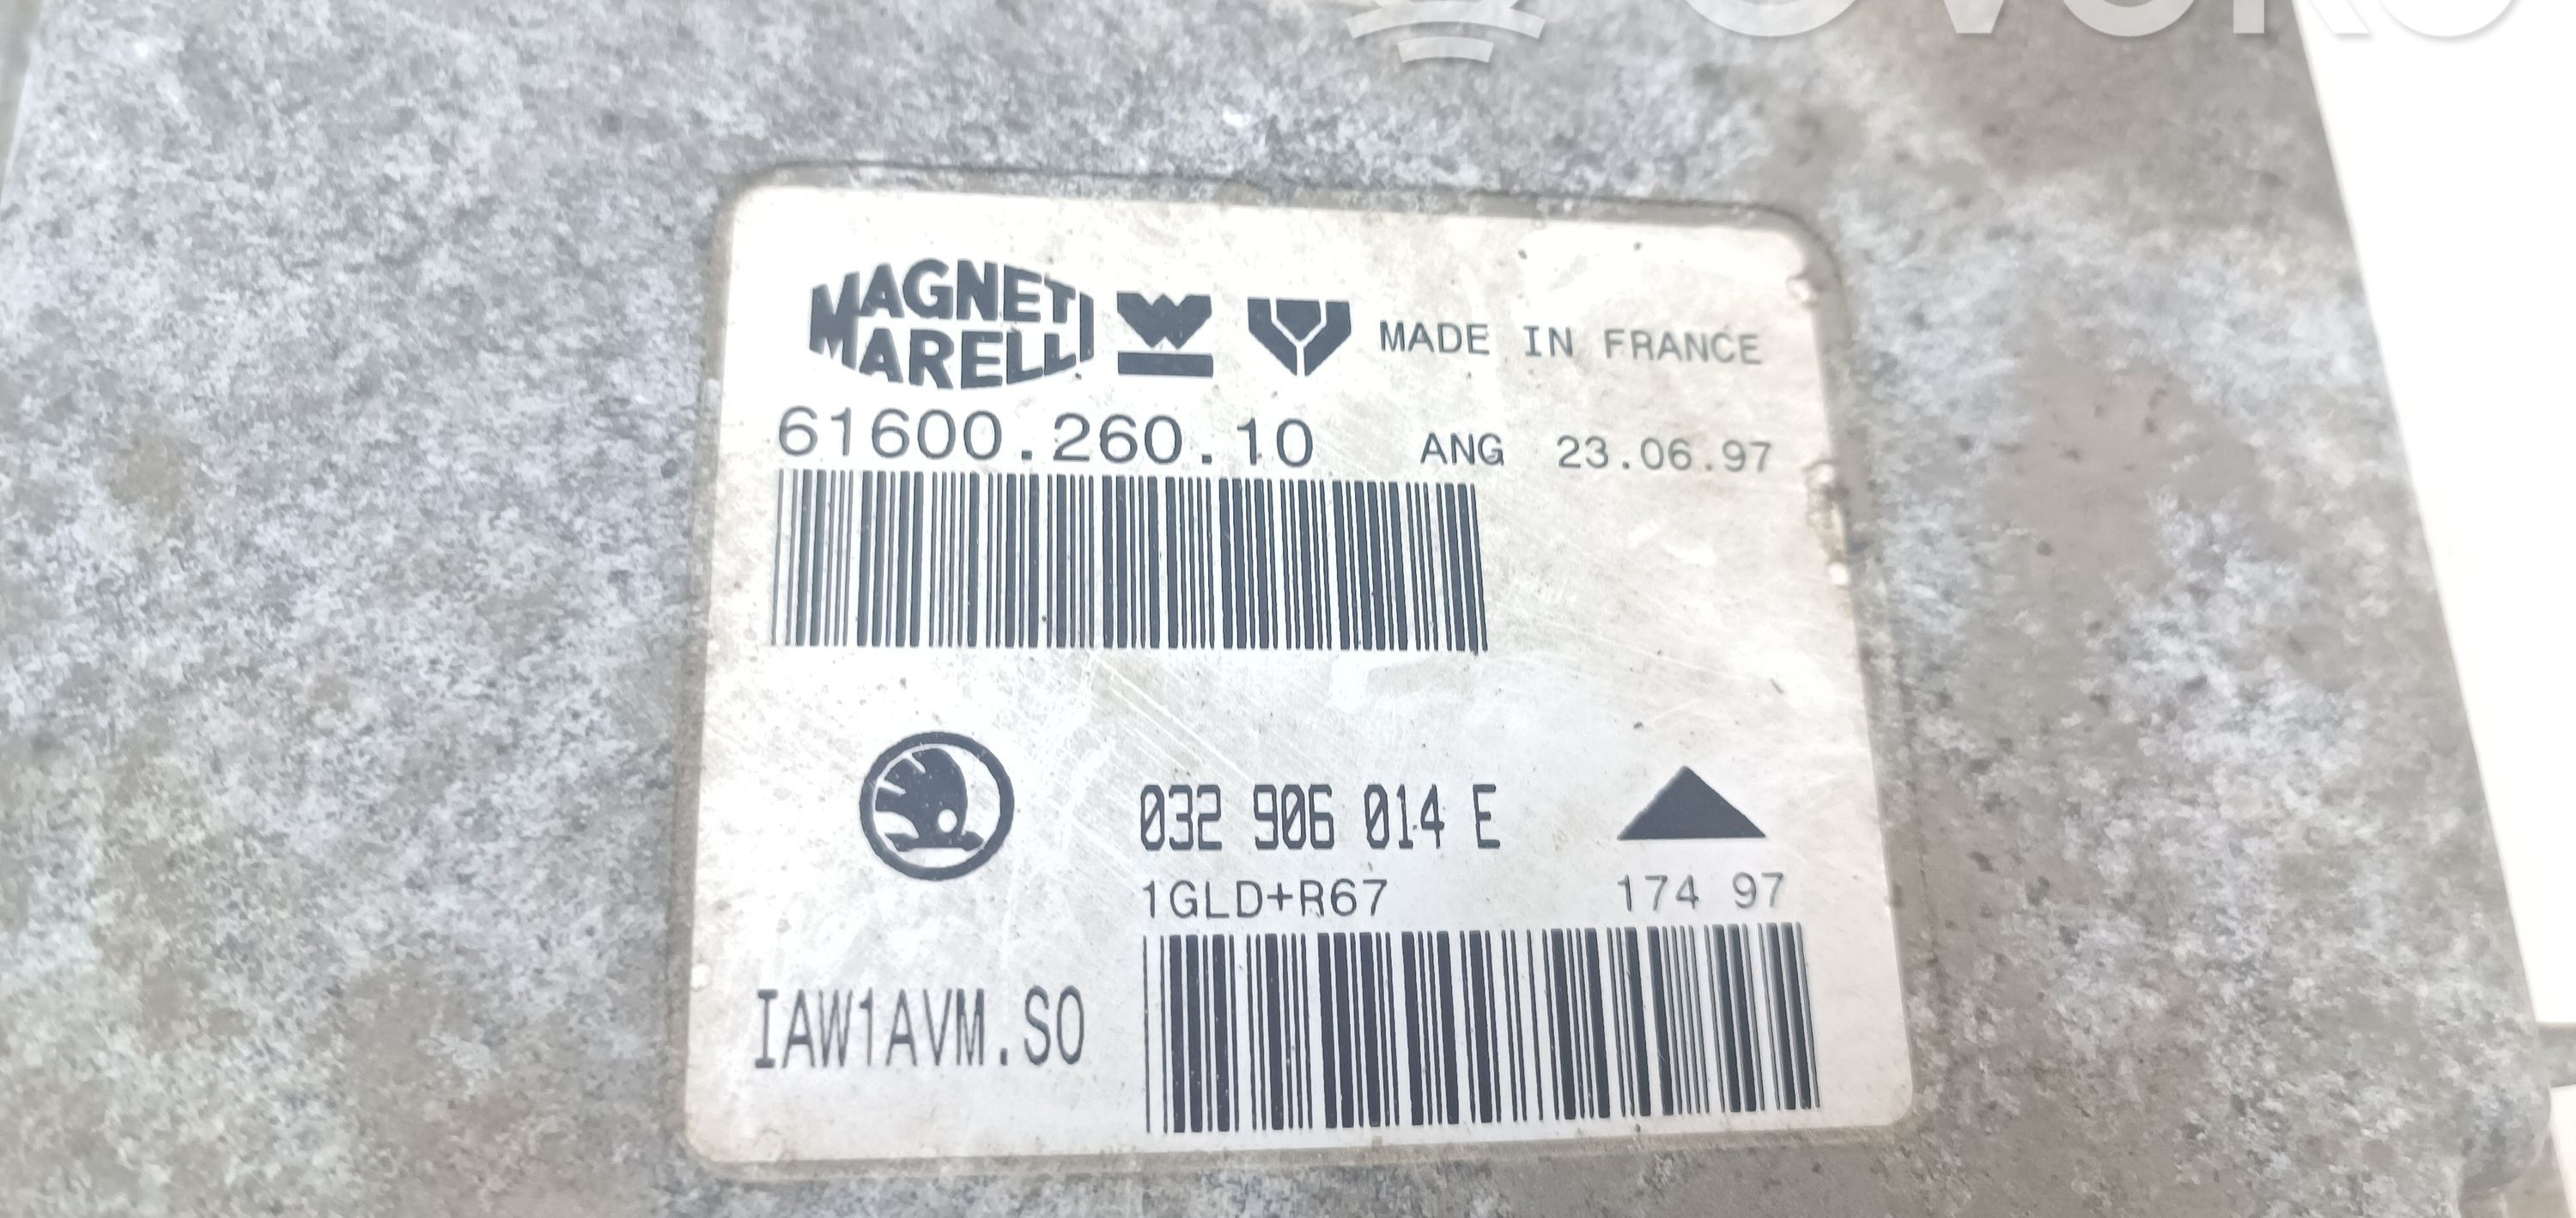 MAGNETI
MARELLI
MADE IN FRANCE
61600.260.10 ANG 23.06.97
032 906 014 E
1GLD+R67 174 97
IAW1AVM.S0